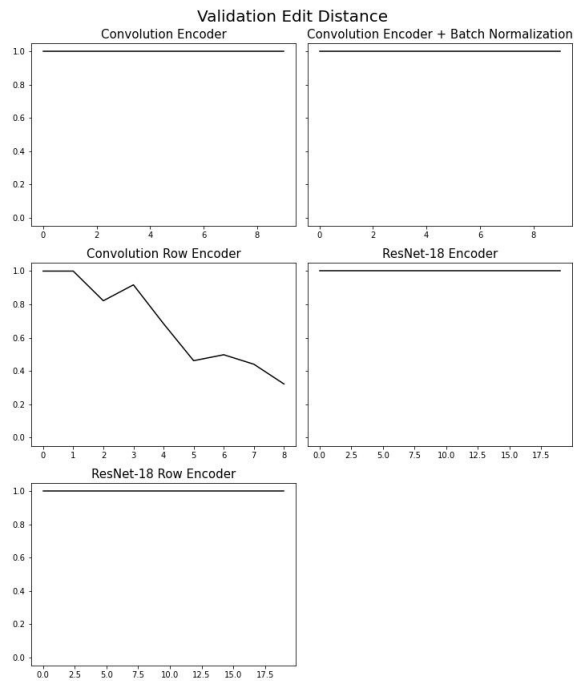 Validation Edit Distance
Convolution Encoder
1.0
0.8
0.6
0.4
0.2
0.0
0 2 4 6 8
Convolution Encoder + Batch Normalization
0 2 4 6 8
Convolution Row Encoder
1.0
0.8
0.6
0.4
0.2
0.0
0 1 2 3 4 5 6 7 8
ResNet-18 Encoder
0.0 2.5 5.0 7.5 10.0 12.5 15.0 17.5
ResNet-18 Row Encoder
1.0
0.8
0.6
0.4
0.2
0.0
0.0 2.5 5.0 7.5 10.0 12.5 15.0 17.5